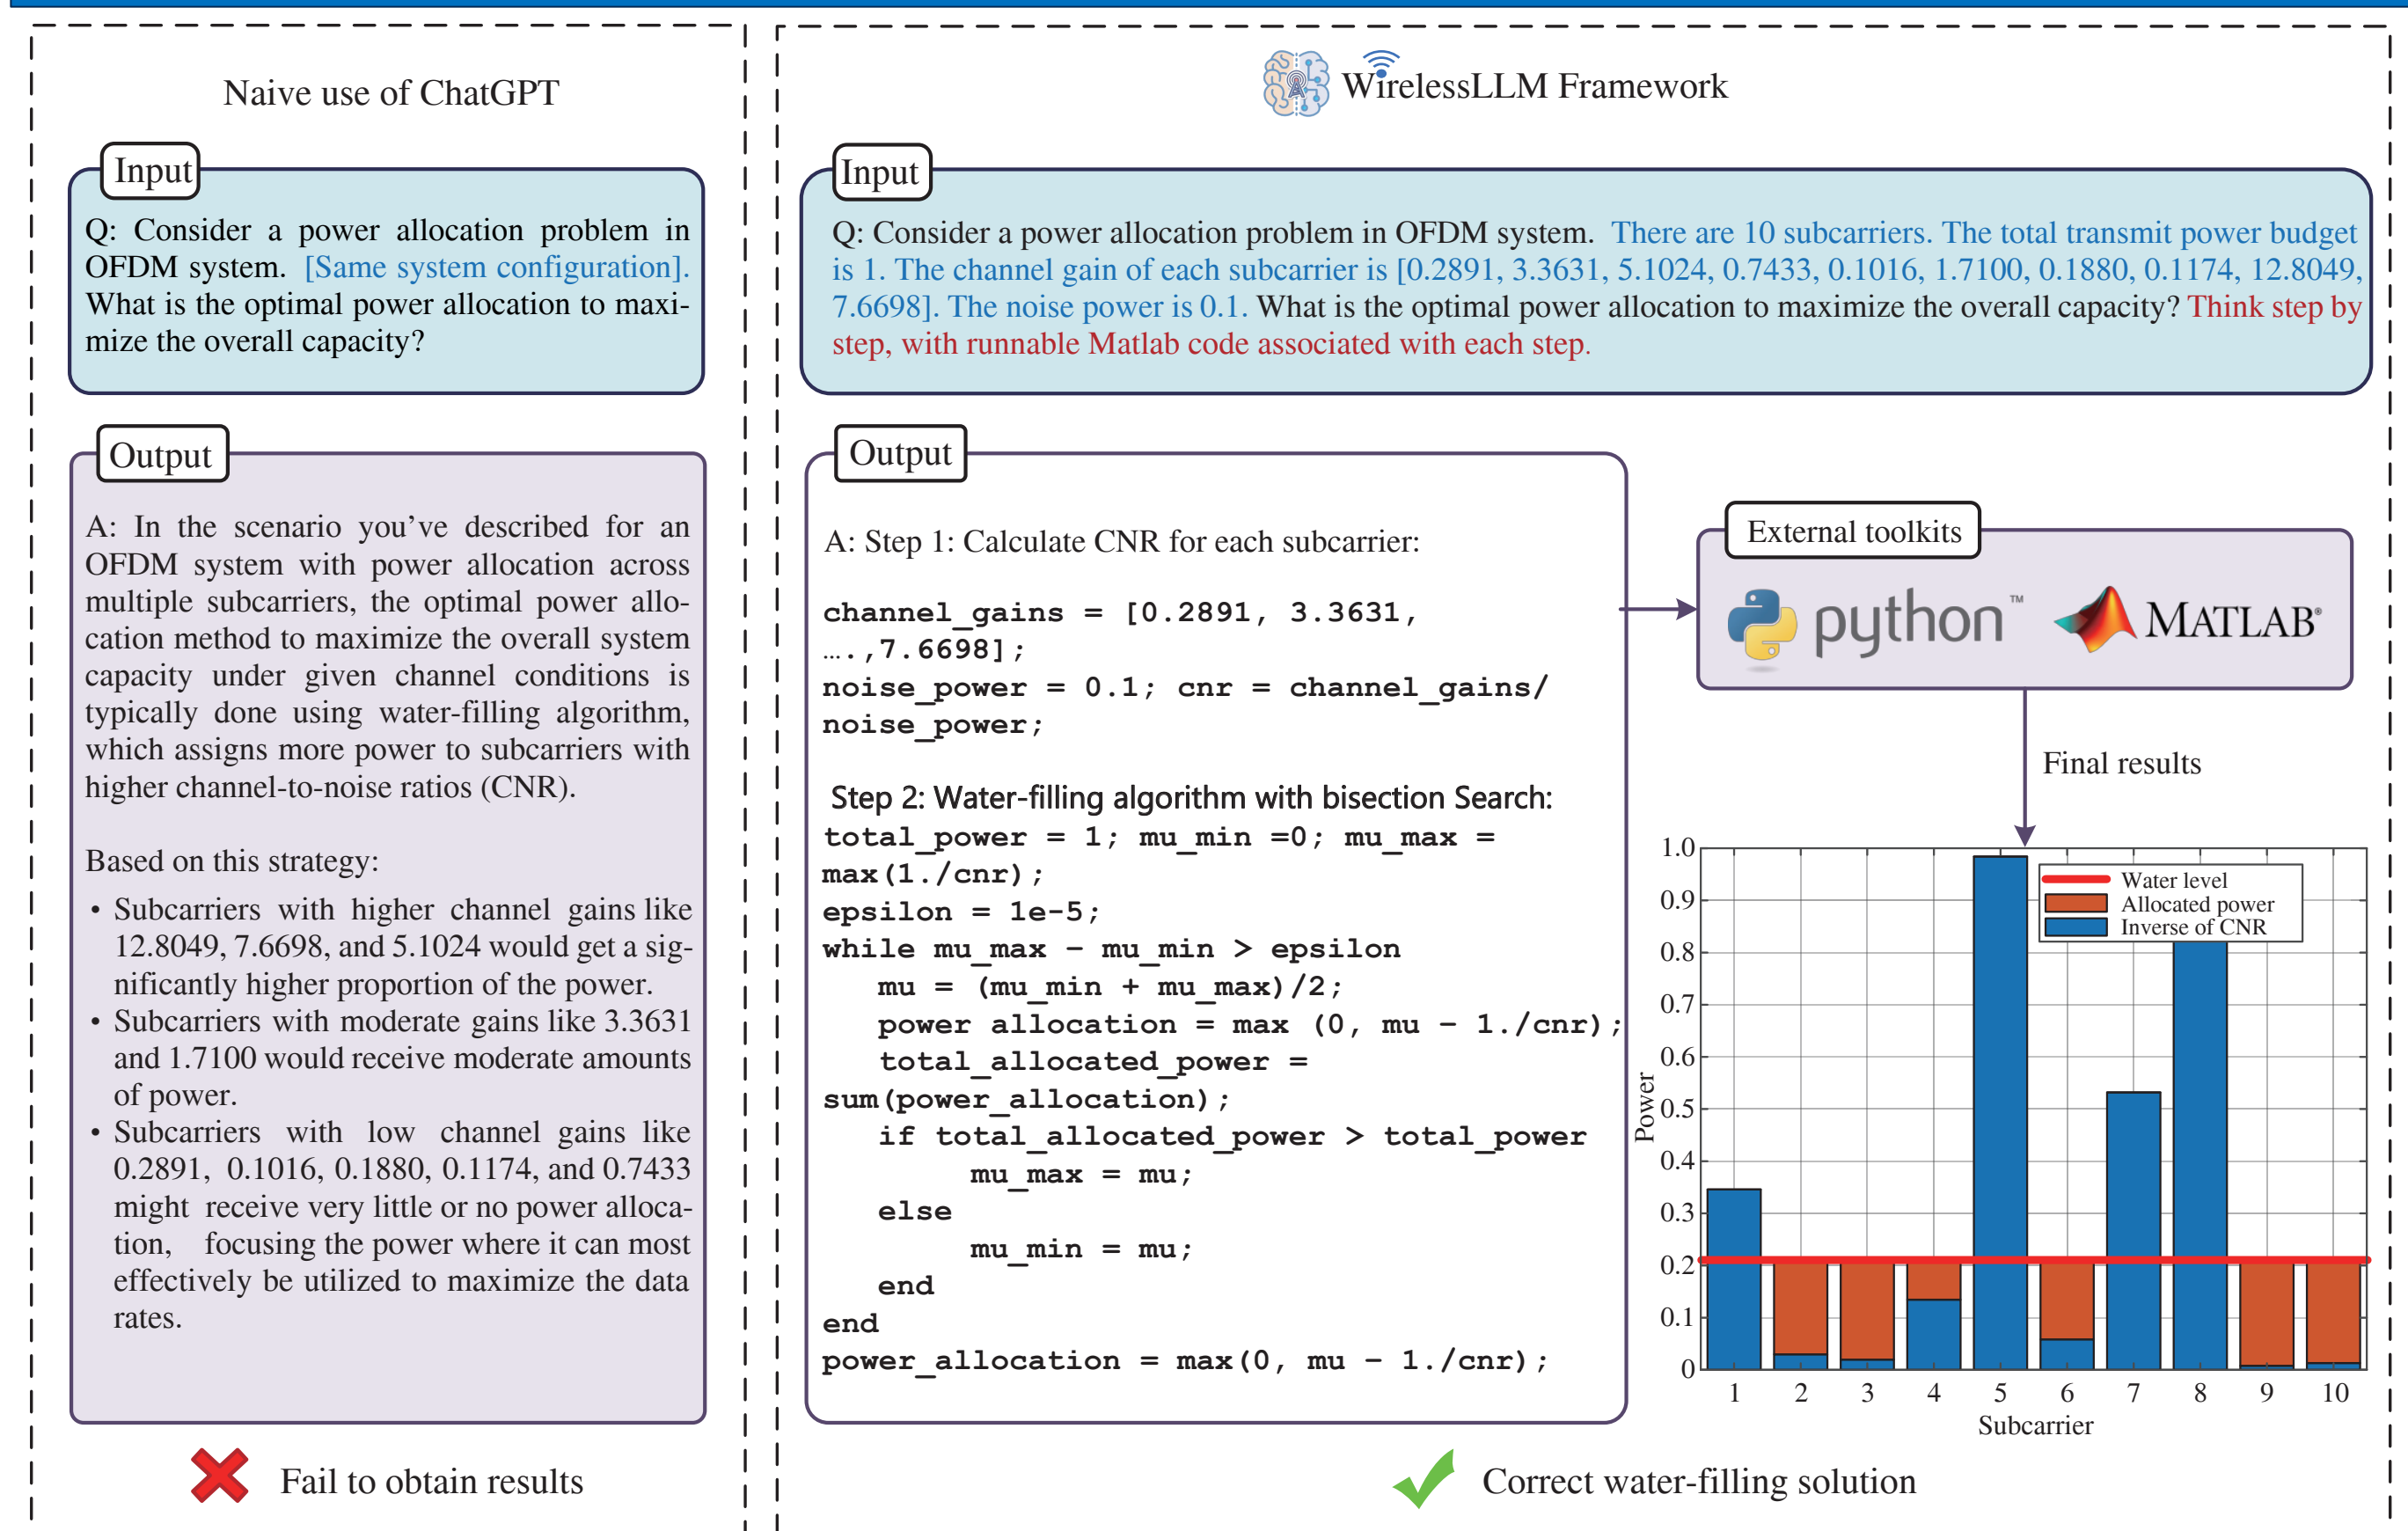 Naive use of ChatGPT
Input
Q: Consider a power allocation problem in
OFDM system. [Same system configuration].
What is the optimal power allocation to maxi-
mize the overall capacity?
Output
A: In the scenario you’ve described for an
OFDM system with power allocation across
multiple subcarriers, the optimal power allo-
cation method to maximize the overall system
capacity under given channel conditions is
typically done using water-filling algorithm,
which assigns more power to subcarriers with
higher channel-to-noise ratios (CNR).
Based on this strategy:
• Subcarriers with higher channel gains like
12.8049, 7.6698, and 5.1024 would get a sig-
nificantly higher proportion of the power.
• Subcarriers with moderate gains like 3.3631
and 1.7100 would receive moderate amounts
of power.
• Subcarriers with low channel gains like
0.2891, 0.1016, 0.1880, 0.1174, and 0.7433
might receive very little or no power alloca-
tion, focusing the power where it can most
effectively be utilized to maximize the data
rates.
Fail to obtain results
WirelessLLM Framework
Input
Q: Consider a power allocation problem in OFDM system. There are 10 subcarriers. The total transmit power budget
is 1. The channel gain of each subcarrier is [0.2891, 3.3631, 5.1024, 0.7433, 0.1016, 1.7100, 0.1880, 0.1174, 12.8049,
7.6698]. The noise power is 0.1. What is the optimal power allocation to maximize the overall capacity? Think step by
step, with runnable Matlab code associated with each step.
Output
A: Step 1: Calculate CNR for each subcarrier:
channel_gains = [0.2891, 3.3631,
….,7.6698];
noise_power = 0.1; cnr = channel_gains/
noise_power;
Step 2: Water-filling algorithm with bisection Search:
total_power = 1; mu_min =0; mu_max =
max(1./cnr);
epsilon = 1e-5;
while mu_max – mu_min > epsilon
mu = (mu_min + mu_max)/2;
power allocation = max (0, mu – 1./cnr);
total_allocated_power =
sum(power_allocation);
if total_allocated_power > total_power
mu_max = mu;
else
mu_min = mu;
end
end
power_allocation = max(0, mu – 1./cnr);
External toolkits
python™
MATLAB®
Final results
Water level
Allocated power
Inverse of CNR
Power
1.0
0.9
0.8
0.7
0.6
0.5
0.4
0.3
0.2
0.1
0
1 2 3 4 5 6 7 8 9 10
Subcarrier
Correct water-filling solution